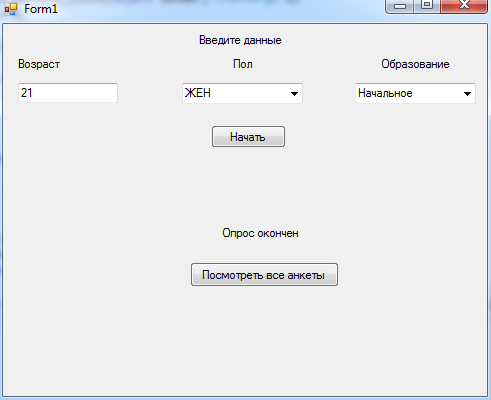 Form1
Введите данные
Возраст Пол Образование
21 ЖЕН Начальное
Начать
Опрос окончен
Посмотреть все анкеты